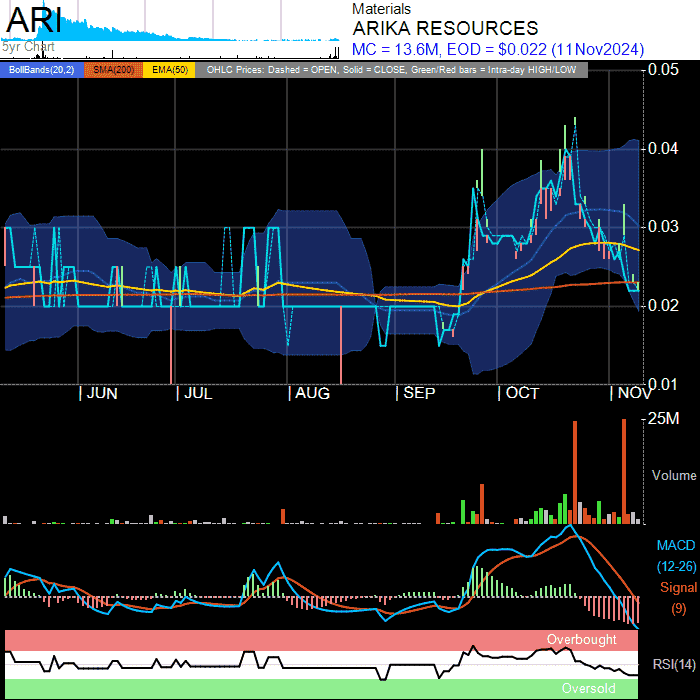 ARI
5yr Chart
Materials
ARIKA RESOURCES
MC = 13.6M, EOD = $0.022 (11Nov2024)
BollBands(20,2) SMA(200) EMA(50) OHLC Prices: Dashed = OPEN, Solid = CLOSE, Green/Red bars = Intra-day HIGH/LOW
0.05
0.04
0.03
0.02
0.01
JUN JUL AUG SEP OCT NOV
25M
Volume
MACD
(12-26)
Signal
(9)
Overbought
RSI(14)
Oversold